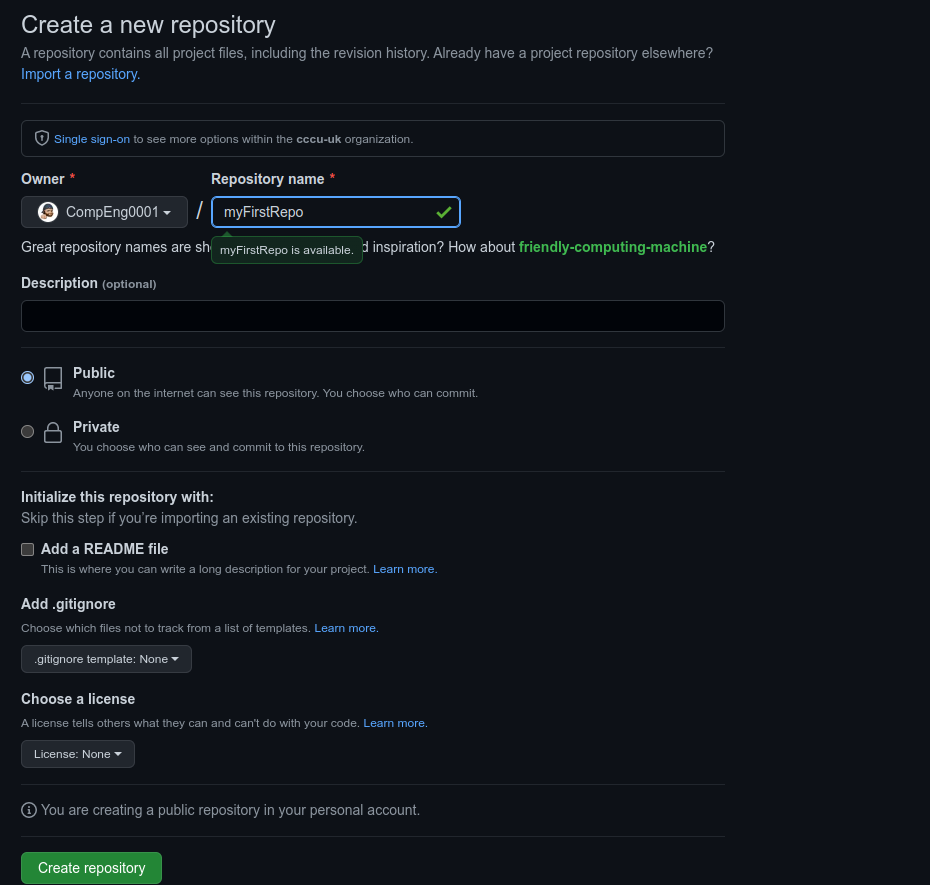 Create a new repository
A repository contains all project files, including the revision history. Already have a project repository elsewhere?
Import a repository.
Single sign-on to see more options within the cccu-uk organization.
Owner * Repository name *
CompEng0001 / myFirstRepo
Great repository names are inspiration? How about friendly-computing-machine?
myFirstRepo is available.
Description (optional)
Public
Anyone on the internet can see this repository. You choose who can commit.
Private
You choose who can see and commit to this repository.
Initialize this repository with:
Skip this step if you’re importing an existing repository.
Add a README file
This is where you can write a long description for your project. Learn more.
Add .gitignore
Choose which files not to track from a list of templates. Learn more.
.gitignore template: None
Choose a license
A license tells others what they can and can't do with your code. Learn more.
License: None
You are creating a public repository in your personal account.
Create repository